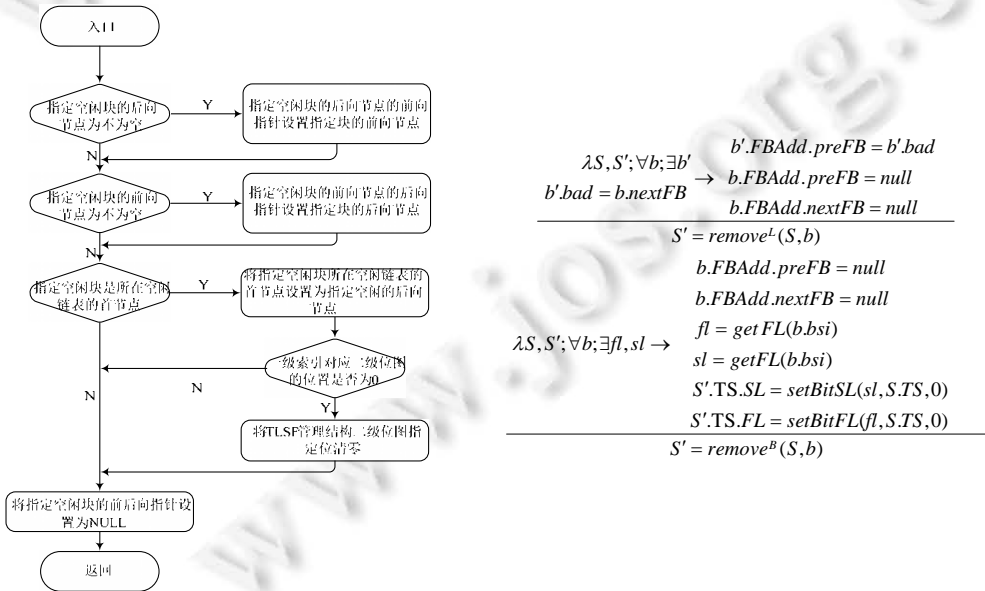 入口
指定空闲块的后向
节点为不为空
Y
指定空闲块的后向节点的前向
指针设置指定块的前向节点
N
指定空闲块的前向
节点为不为空
Y
指定空闲块的前向节点的后向
指针设置指定块的后向节点
N
指定空闲块是所在空闲
链表的首节点
Y
将指定空闲块所在空闲链表的
首节点设置为指定空闲的后向
节点
N
一级索引对应二级位图
的位置是否为0
N
Y
将TLSF管理结构二级位图指
定位清零
将指定空闲块的前后向指针设
置为NULL
返回
λS,S′;∀b;∃b′
b′.bad = b.nextFB
→
b′.FBAdd.preFB = b′.bad
b.FBAdd.preFB = null
b.FBAdd.nextFB = null
S′ = remove^L(S,b)
λS,S′;∀b;∃fl,sl →
b.FBAdd.preFB = null
b.FBAdd.nextFB = null
fl = get FL(b.bsi)
sl = getFL(b.bsi)
S′.TS.SL = setBitSL(sl,S.TS,0)
S′.TS.FL = setBitFL(fl,S.TS,0)
S′ = remove^B(S,b)
www.jos.org.c